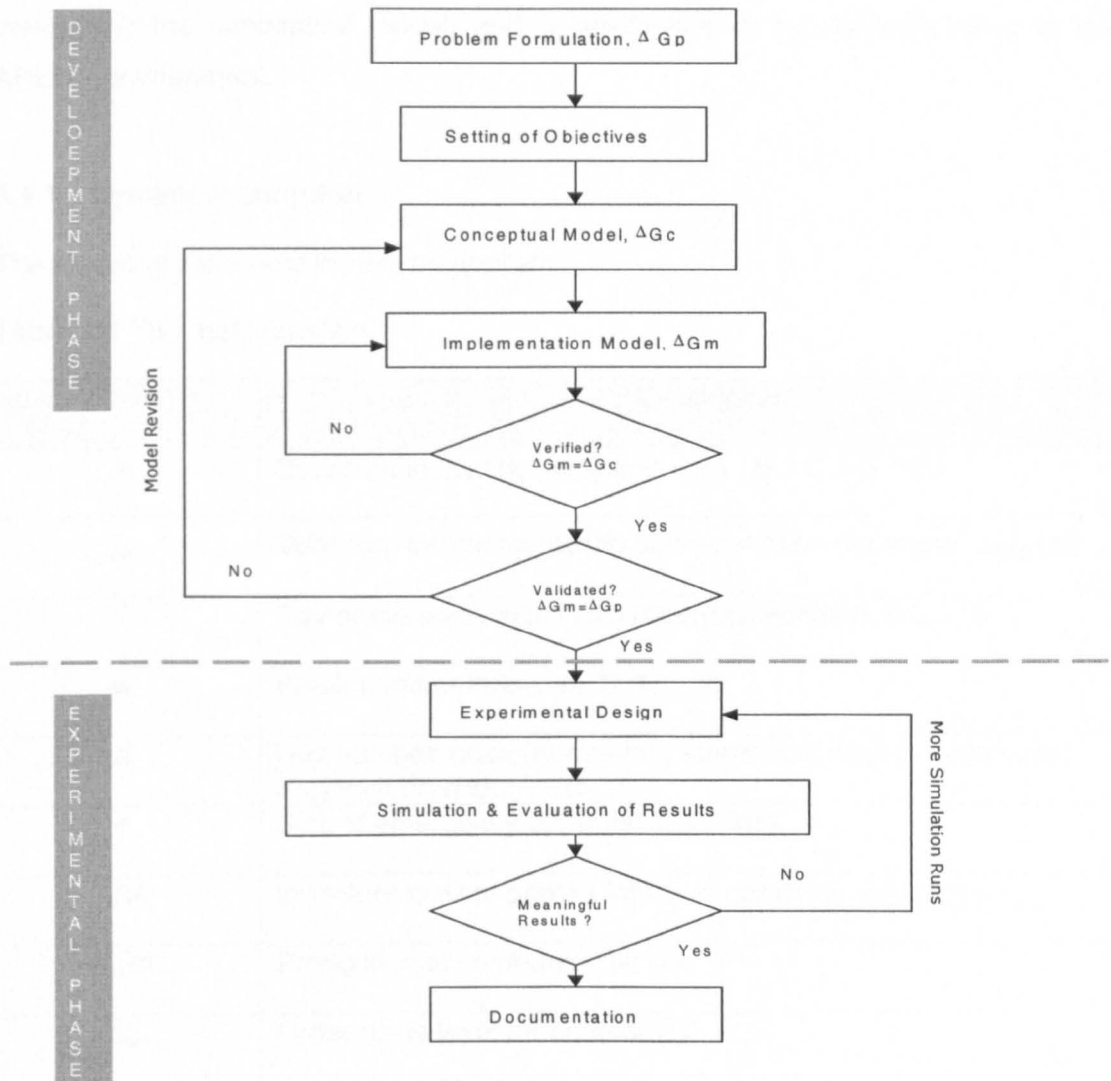 DEVELOEPMENT PHASE
Problem Formulation, Δ Gp
Setting of Objectives
Conceptual Model, ΔGc
Implementation Model, ΔGm
Model Revision
No
Verified?
ΔGm=ΔGc
Yes
No
Validated?
ΔGm=ΔGp
Yes
EXPERIMENTAL PHASE
Experimental Design
More Simulation Runs
Simulation & Evaluation of Results
No
Meaningful
Results ?
Yes
Documentation